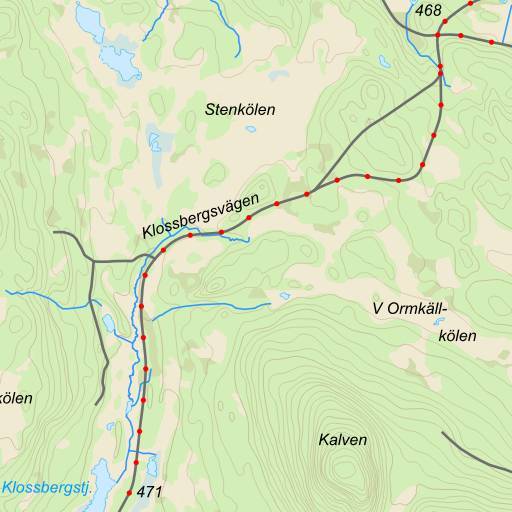 468
Stenkölen
Klossbergsvägen
V Ormkäll-
kölen
kölen
Kalven
Klossbergstj.
471